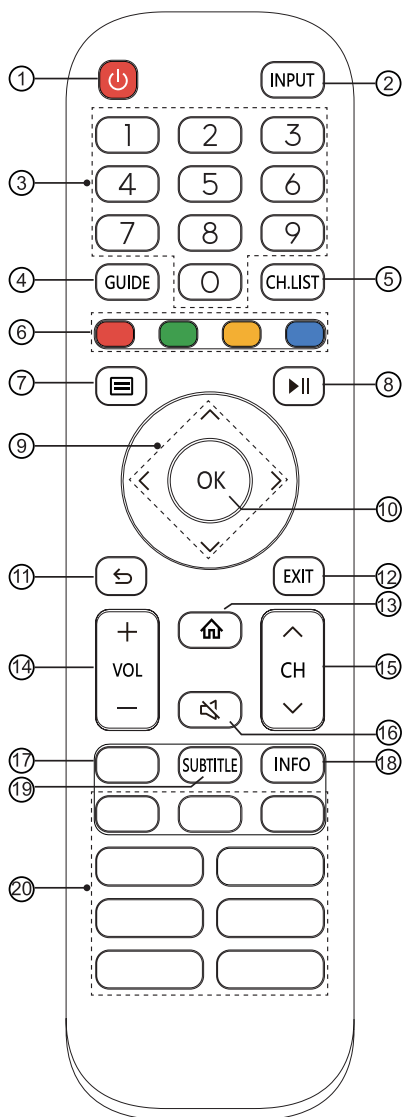 ① INPUT ②
1 2 3
③ 4 5 6
7 8 9
④ GUIDE 0 CH.LIST ⑤
⑥
⑦ ⑧
⑨
OK
⑩
⑪ EXIT ⑫
⑬
+
⑭ VOL CH ⑮
—
⑯
⑰ SUBTITLE INFO ⑱
⑲
⑳